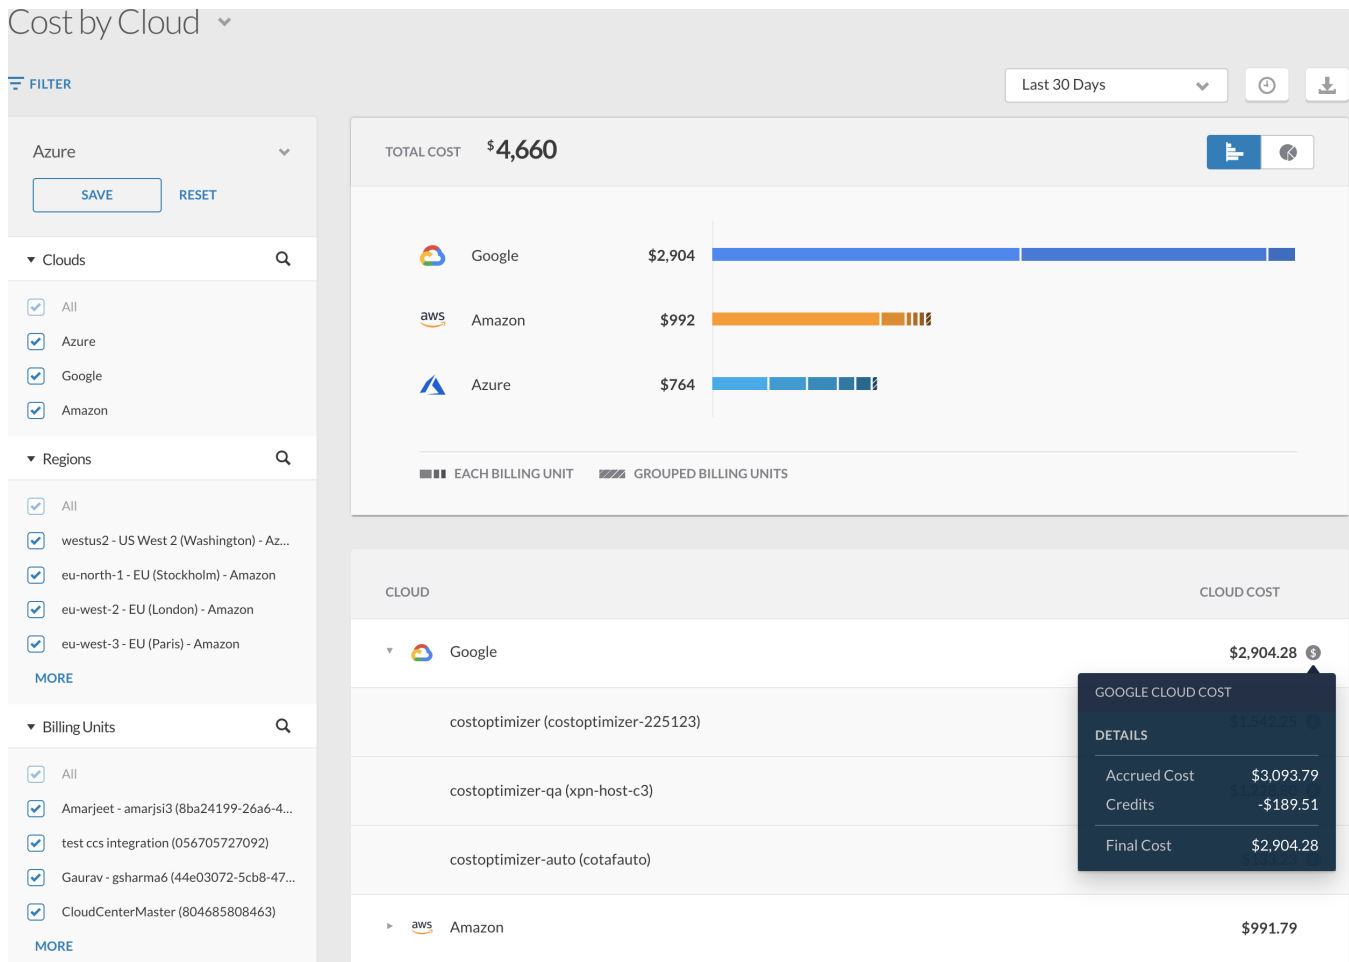 Cost by Cloud
FILTER
Last 30 Days
Azure
SAVE RESET
Clouds
All
Azure
Google
Amazon
Regions
All
westus2 - US West 2 (Washington) - Az...
eu-north-1 - EU (Stockholm) - Amazon
eu-west-2 - EU (London) - Amazon
eu-west-3 - EU (Paris) - Amazon
MORE
Billing Units
All
Amarjeet - amarjsi3 (8ba24199-26a6-4...
test ccs integration (056705727092)
Gaurav - gsharma6 (44e03072-5cb8-47...
CloudCenterMaster (804685808463)
MORE
TOTAL COST $4,660
Google $2,904
aws Amazon $992
Azure $764
EACH BILLING UNIT GROUPED BILLING UNITS
CLOUD CLOUD COST
Google $2,904.28 $
costoptimizer (costoptimizer-225123) $1,542.25
costoptimizer-qa (xpn-host-c3)
costoptimizer-auto (cotafauto)
GOOGLE CLOUD COST
DETAILS
Accrued Cost $3,093.79
Credits -$189.51
Final Cost $2,904.28
aws Amazon $991.79